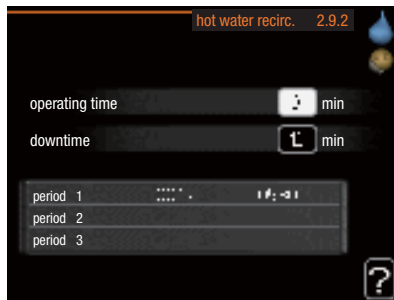 hot water recirc. 2.9.2
operating time min
downtime min
period 1
period 2
period 3
?